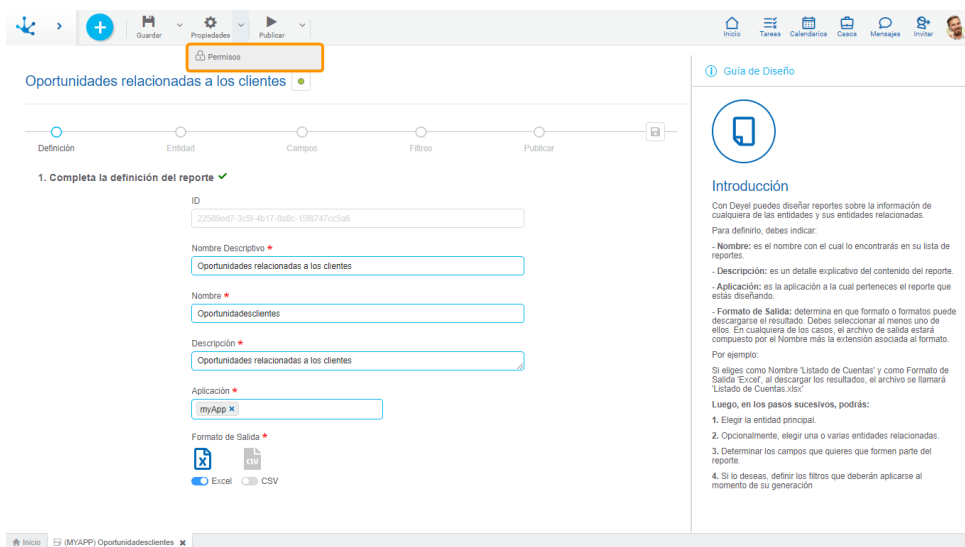 Guardar
Propiedades
Publicar
Inicio
Tareas
Calendarios
Casos
Mensajes
Invitar
Permisos
Oportunidades relacionadas a los clientes
Definición
Entidad
Campos
Filtros
Publicar
1. Completa la definición del reporte
ID
22589ed7-3c5f-4b17-8a8c-15f8747cc5a6
Nombre Descriptivo *
Oportunidades relacionadas a los clientes
Nombre *
Oportunidadesclientes
Descripción *
Oportunidades relacionadas a los clientes
Aplicación *
myApp ×
Formato de Salida *
CSV
Excel
CSV
Guía de Diseño
Introducción
Con Deyel puedes diseñar reportes sobre la información de
cualquiera de las entidades y sus entidades relacionadas.
Para definirlo, debes indicar:
- Nombre: es el nombre con el cual lo encontrarás en su lista de
reportes.
- Descripción: es un detalle explicativo del contenido del reporte.
- Aplicación: es la aplicación a la cual perteneces el reporte que
estás diseñando.
- Formato de Salida: determina en que formato o formatos puede
descargarse el resultado. Debes seleccionar al menos uno de
ellos. En cualquiera de los casos, el archivo de salida estará
compuesto por el Nombre más la extensión asociada al formato.
Por ejemplo:
Si eliges como Nombre 'Listado de Cuentas' y como Formato de
Salida 'Excel', al descargar los resultados, el archivo se llamará
'Listado de Cuentas.xlsx'
Luego, en los pasos sucesivos, podrás:
1. Elegir la entidad principal.
2. Opcionalmente, elegir una o varias entidades relacionadas.
3. Determinar los campos que quieres que formen parte del
reporte.
4. Si lo deseas, definir los filtros que deberán aplicarse al
momento de su generación
Inicio
(MYAPP) Oportunidadesclientes ×